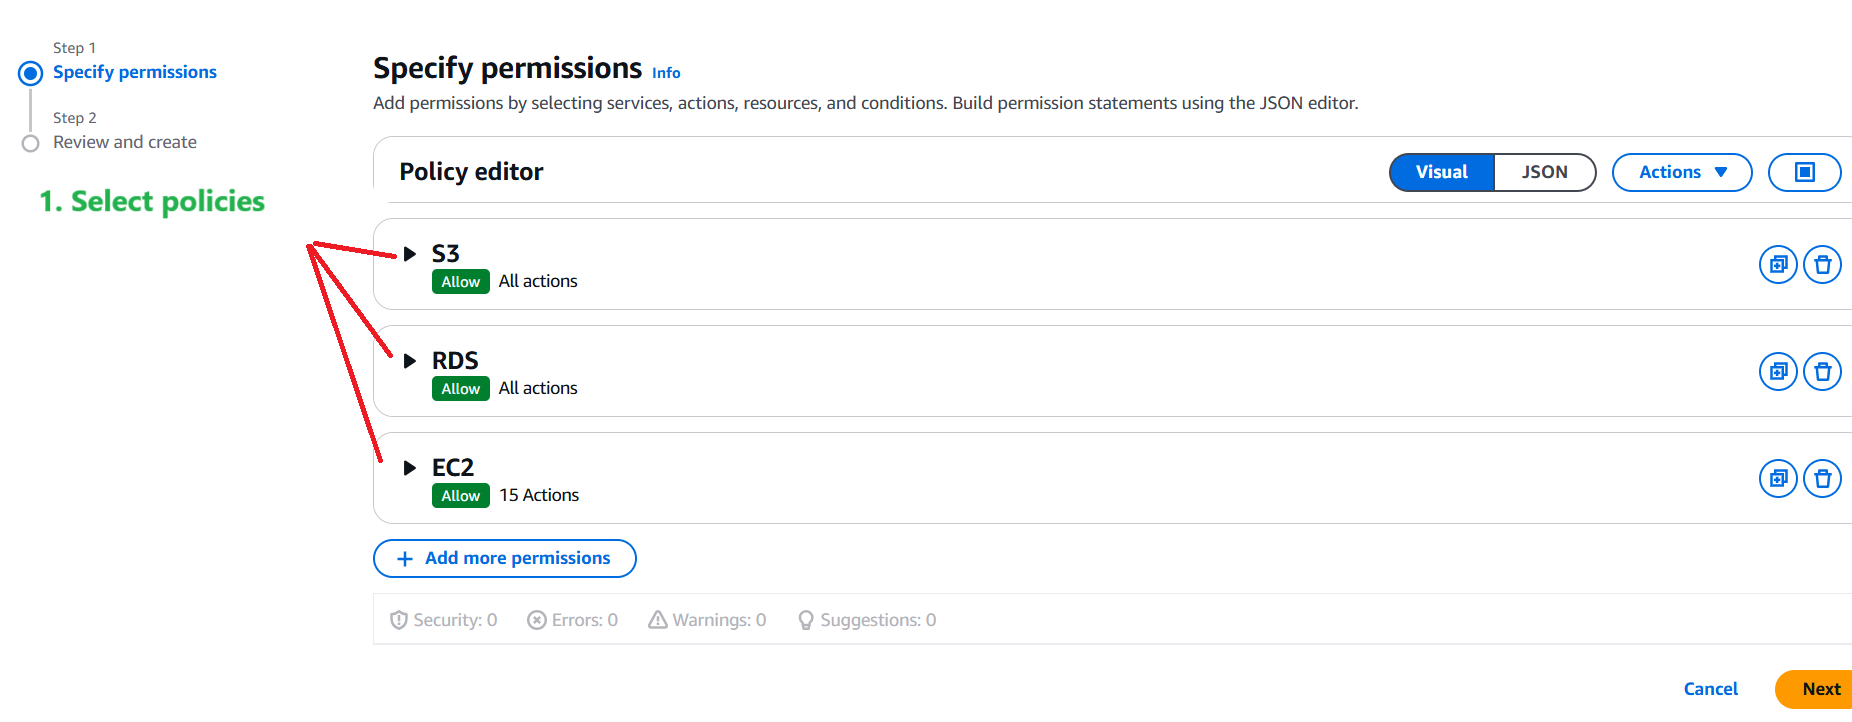 Step 1
Specify permissions
Step 2
Review and create
1. Select policies
Specify permissions Info
Add permissions by selecting services, actions, resources, and conditions. Build permission statements using the JSON editor.
Policy editor
Visual JSON Actions
S3
Allow All actions
RDS
Allow All actions
EC2
Allow 15 Actions
+ Add more permissions
Security: 0 Errors: 0 Warnings: 0 Suggestions: 0
Cancel Next